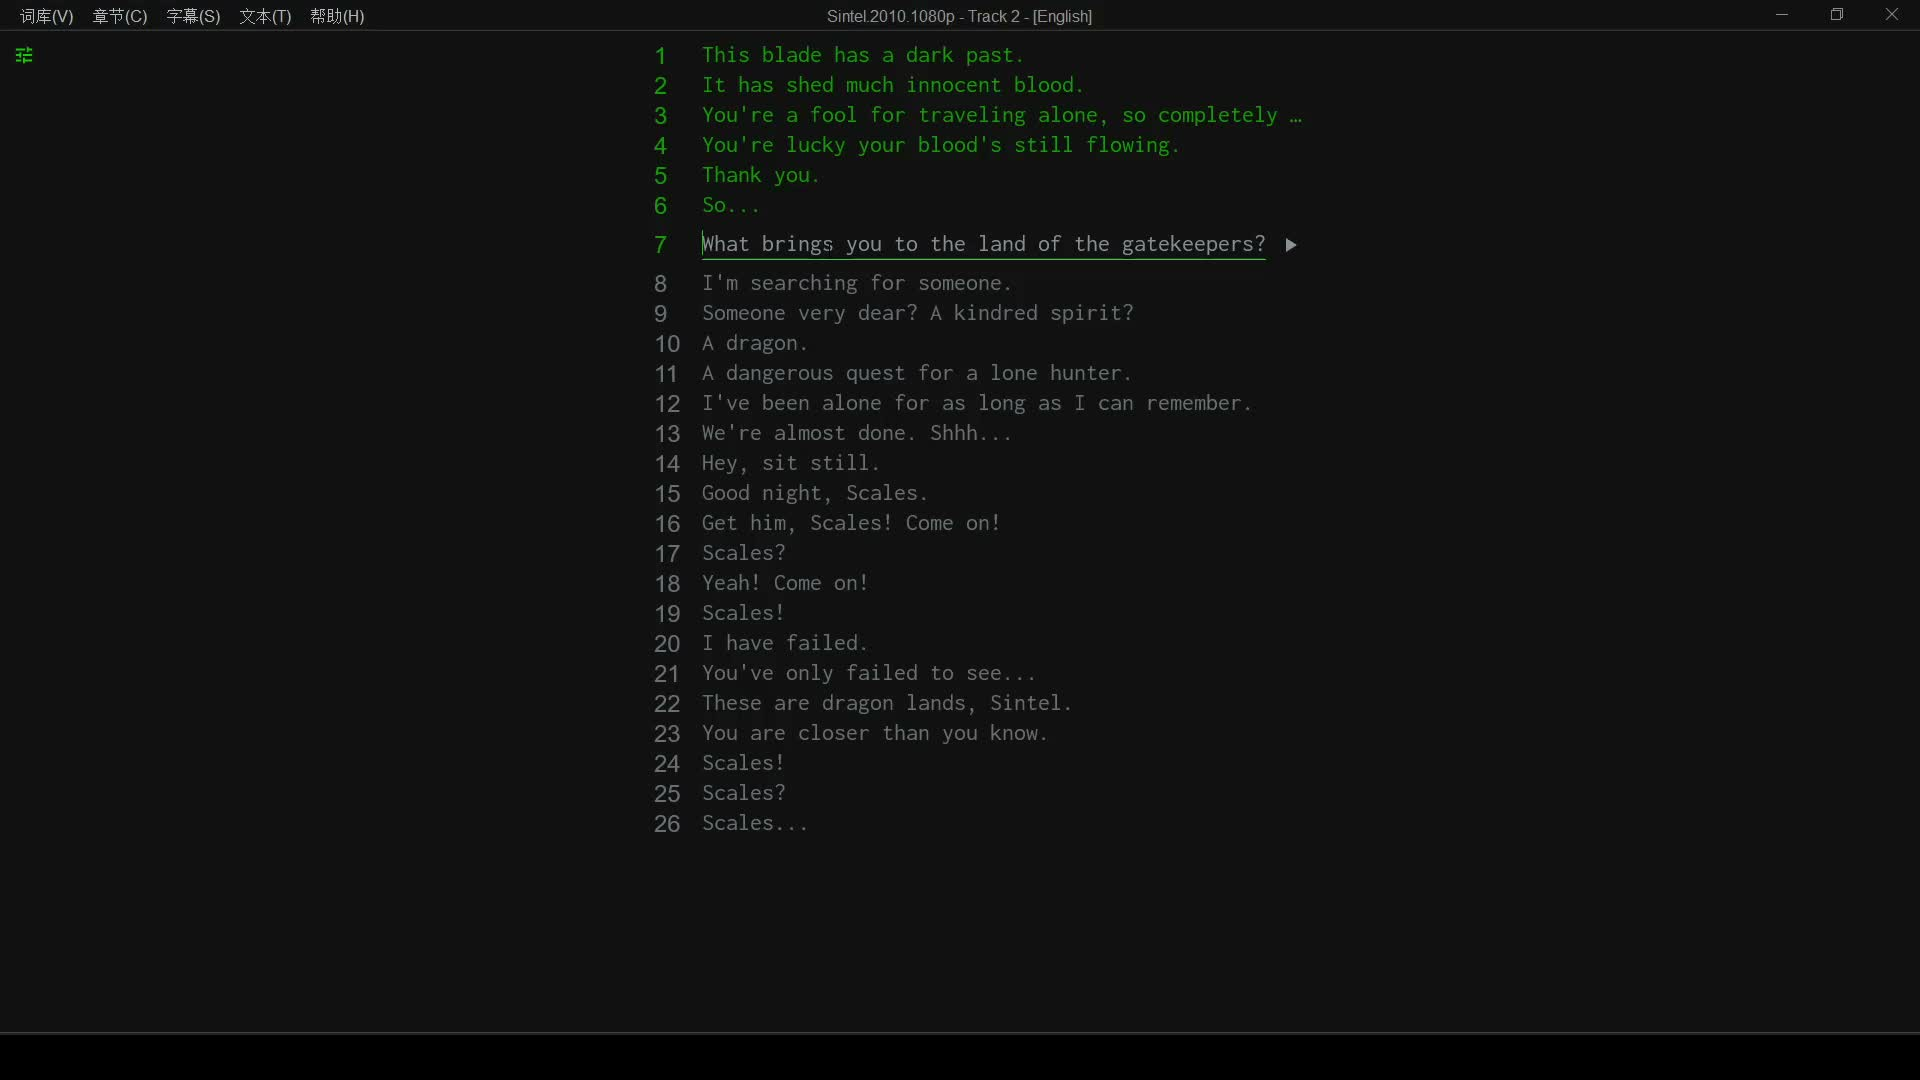 词库(V) 章节(C) 字幕(S) 文本(T) 帮助(H) Sintel.2010.1080p - Track 2 - [English]
1 This blade has a dark past.
2 It has shed much innocent blood.
3 You're a fool for traveling alone, so completely …
4 You're lucky your blood's still flowing.
5 Thank you.
6 So...
7 What brings you to the land of the gatekeepers?
8 I'm searching for someone.
9 Someone very dear? A kindred spirit?
10 A dragon.
11 A dangerous quest for a lone hunter.
12 I've been alone for as long as I can remember.
13 We're almost done. Shhh...
14 Hey, sit still.
15 Good night, Scales.
16 Get him, Scales! Come on!
17 Scales?
18 Yeah! Come on!
19 Scales!
20 I have failed.
21 You've only failed to see...
22 These are dragon lands, Sintel.
23 You are closer than you know.
24 Scales!
25 Scales?
26 Scales...